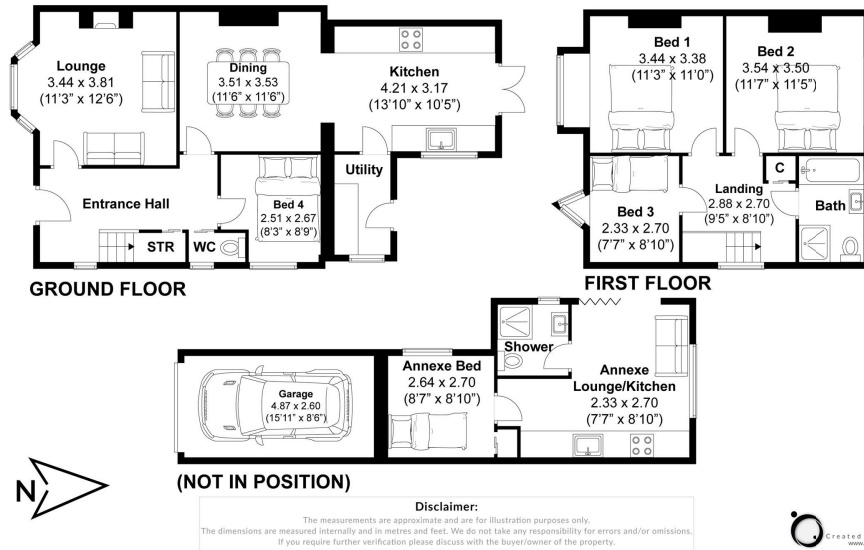 Lounge
3.44 x 3.81
(11'3" x 12'6")
Dining
3.51 x 3.53
(11'6" x 11'6")
Kitchen
4.21 x 3.17
(13'10" x 10'5")
Utility
Entrance Hall
Bed 4
2.51 x 2.67
(8'3" x 8'9")
STR
WC
GROUND FLOOR
Bed 1
3.44 x 3.38
(11'3" x 11'0")
Bed 2
3.54 x 3.50
(11'7" x 11'5")
C
Landing
2.88 x 2.70
(9'5" x 8'10")
Bath
Bed 3
2.33 x 2.70
(7'7" x 8'10")
FIRST FLOOR
Shower
Annexe
Lounge/Kitchen
2.33 x 2.70
(7'7" x 8'10")
Annexe Bed
2.64 x 2.70
(8'7" x 8'10")
Garage
4.87 x 2.60
(15'11" x 8'6")
(NOT IN POSITION)
N
Disclaimer:
The measurements are approximate and are for illustration purposes only.
The dimensions are measured internally and in metres and feet. We do not take any responsibility for errors and/or omissions.
If you require further verification please discuss with the buyer/owner of the property.
Created
www.